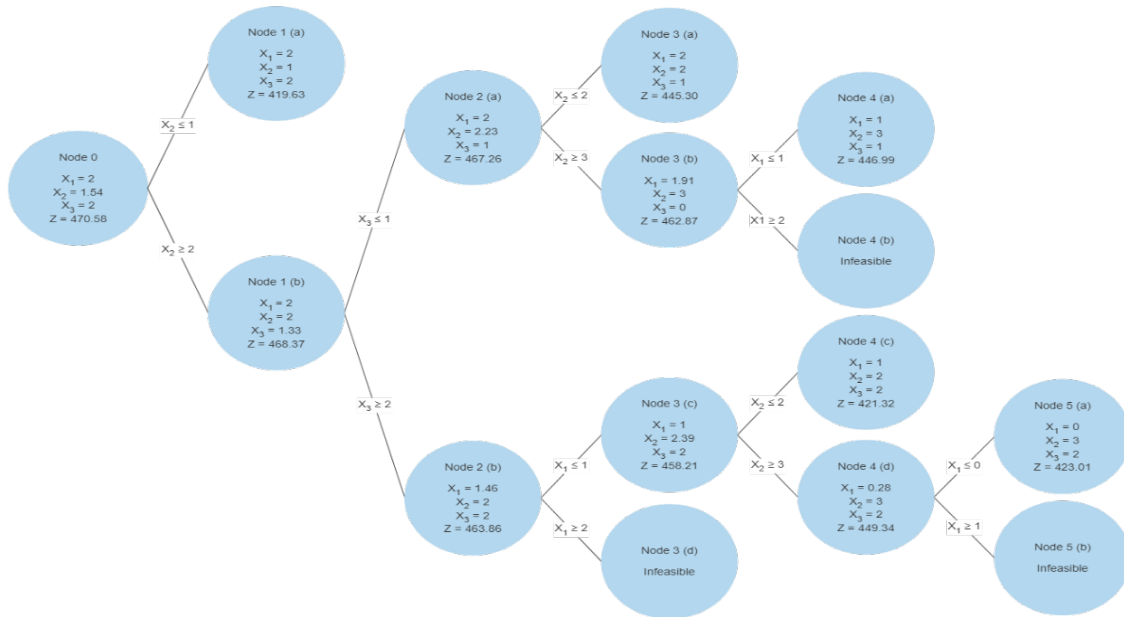 Node 0
X₁ = 2
X₂ = 1.54
X₃ = 2
Z = 470.58
X₂ ≤ 1
X₂ ≥ 2
Node 1 (a)
X₁ = 2
X₂ = 1
X₃ = 2
Z = 419.63
Node 1 (b)
X₁ = 2
X₂ = 2
X₃ = 1.33
Z = 468.37
X₃ ≤ 1
X₃ ≥ 2
Node 2 (a)
X₁ = 2
X₂ = 2.23
X₃ = 1
Z = 467.26
X₂ ≤ 2
X₂ ≥ 3
Node 2 (b)
X₁ = 1.46
X₂ = 2
X₃ = 2
Z = 463.86
X₁ ≤ 1
X₁ ≥ 2
Node 3 (a)
X₁ = 2
X₂ = 2
X₃ = 1
Z = 445.30
Node 3 (b)
X₁ = 1.91
X₂ = 3
X₃ = 0
Z = 462.87
X₁ ≤ 1
X1 ≥ 2
Node 3 (c)
X₁ = 1
X₂ = 2.39
X₃ = 2
Z = 458.21
X₂ ≤ 2
X₂ ≥ 3
Node 3 (d)
Infeasible
Node 4 (a)
X₁ = 1
X₂ = 3
X₃ = 1
Z = 446.99
Node 4 (b)
Infeasible
Node 4 (c)
X₁ = 1
X₂ = 2
X₃ = 2
Z = 421.32
Node 4 (d)
X₁ = 0.28
X₂ = 3
X₃ = 2
Z = 449.34
X₁ ≤ 0
X₁ ≥ 1
Node 5 (a)
X₁ = 0
X₂ = 3
X₃ = 2
Z = 423.01
Node 5 (b)
Infeasible